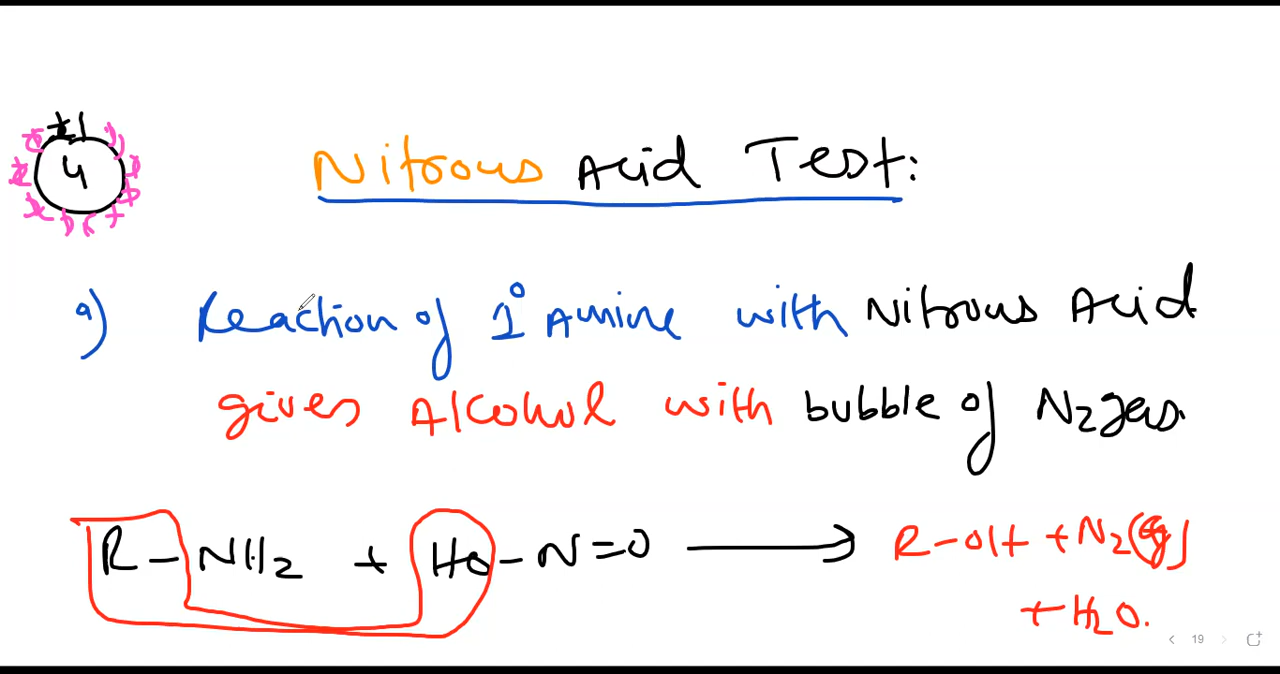 4
Nitrous Acid Test:
a) Reaction of 1° Amine with Nitrous Acid
gives Alcohol with bubble of N2 gas.
R-NH2 + HO-N=O → R-OH + N2(g)
+ H2O.
19